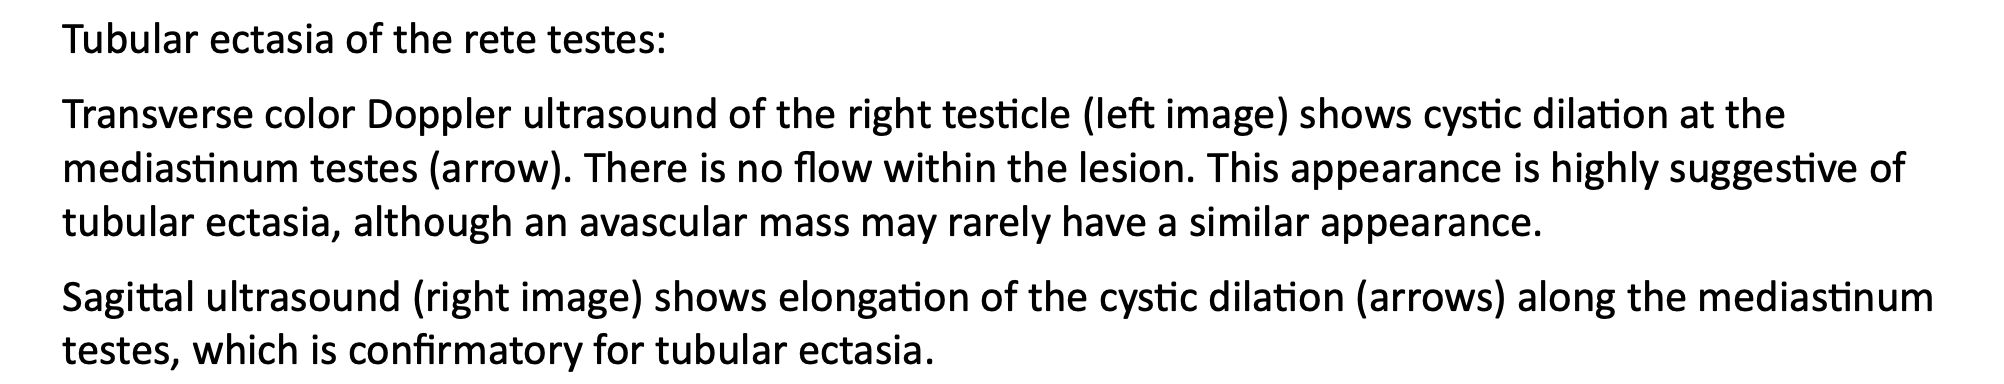 Tubular ectasia of the rete testes:
Transverse color Doppler ultrasound of the right testicle (left image) shows cystic dilation at the
mediastinum testes (arrow). There is no flow within the lesion. This appearance is highly suggestive of
tubular ectasia, although an avascular mass may rarely have a similar appearance.
Sagittal ultrasound (right image) shows elongation of the cystic dilation (arrows) along the mediastinum
testes, which is confirmatory for tubular ectasia.